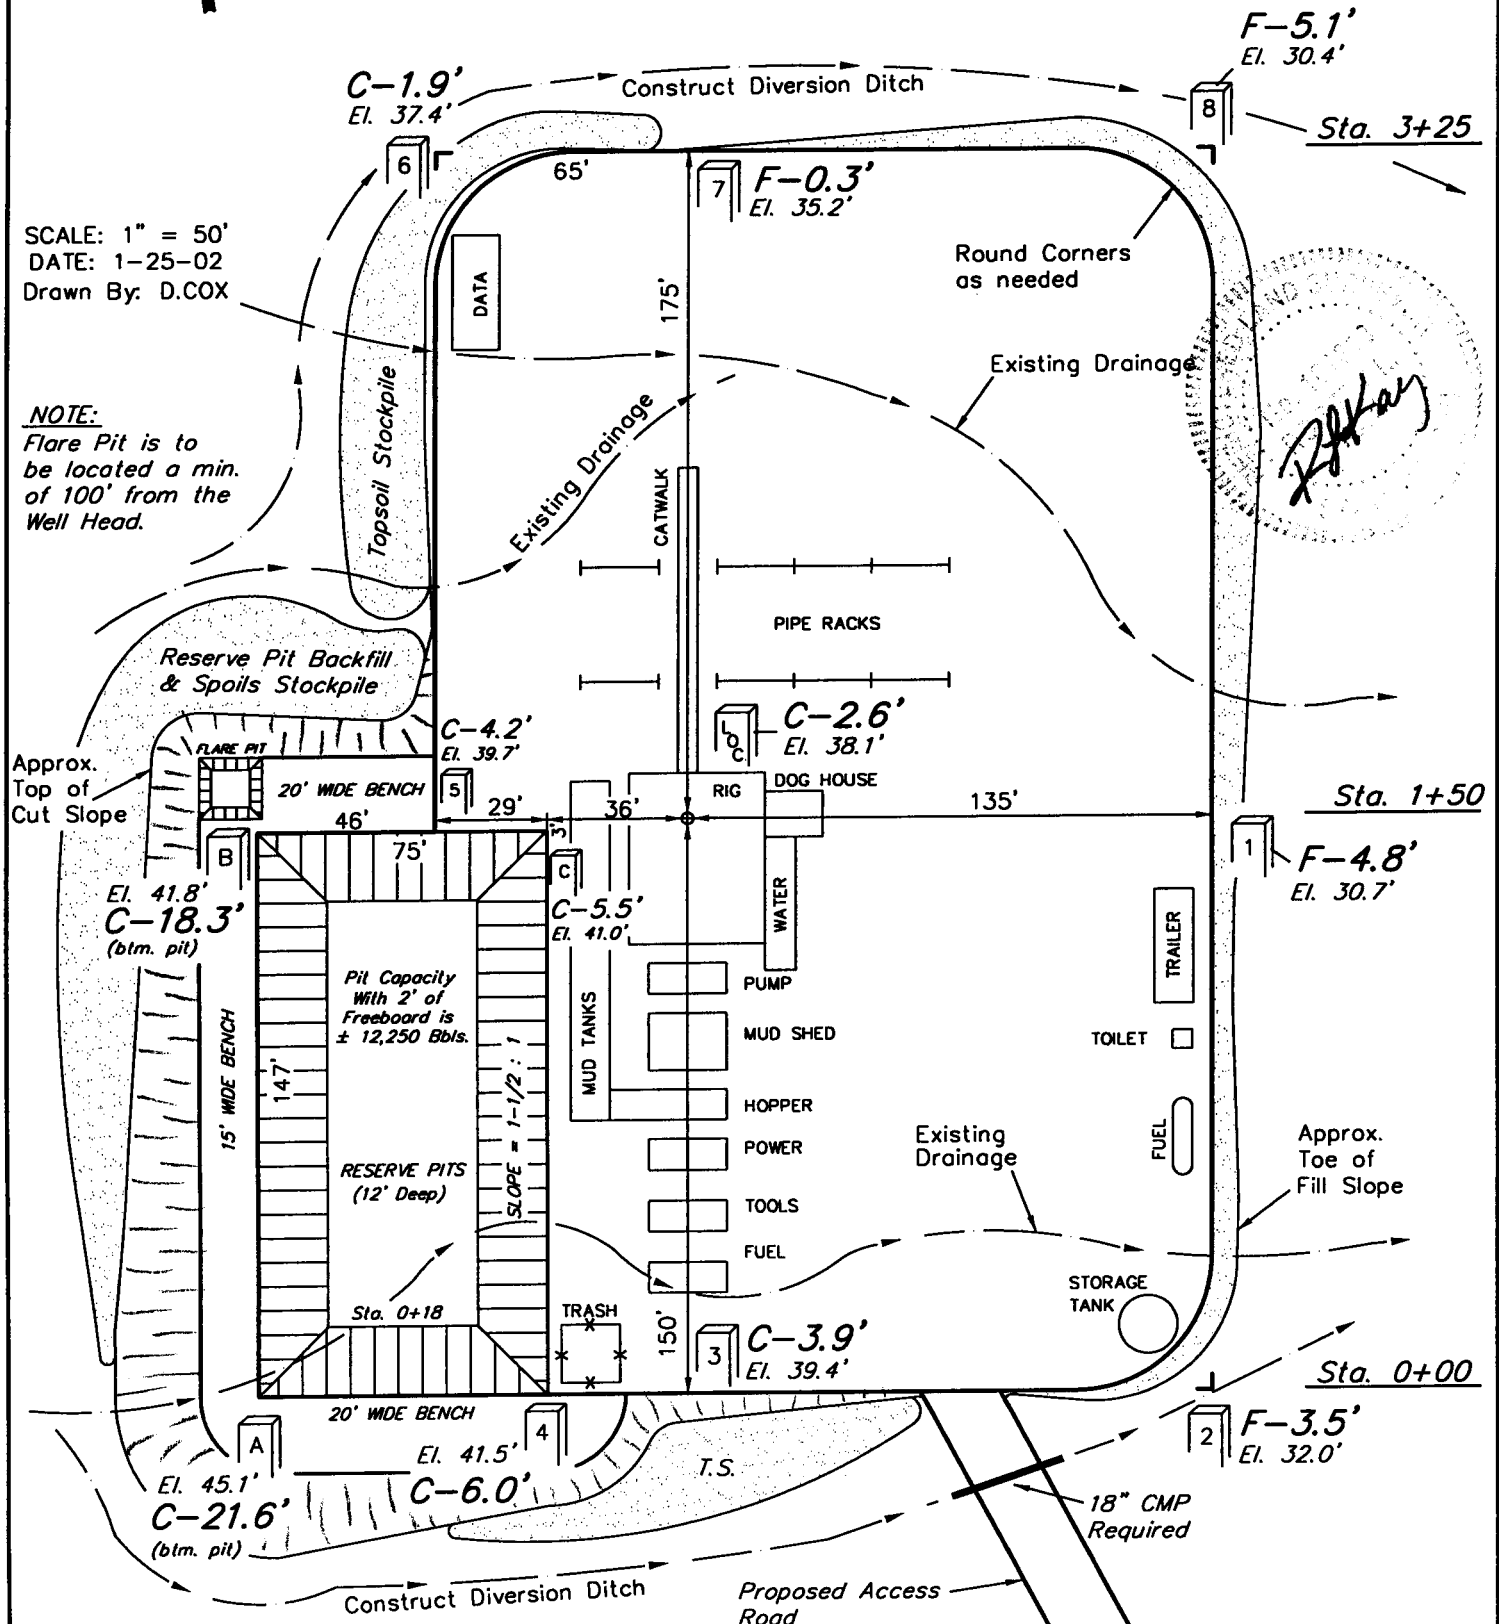 F-5.1'
El. 30.4'
C-1.9'
El. 37.4'
Construct Diversion Ditch
8
Sta. 3+25
6
65'
7
F-0.3'
El. 35.2'
SCALE: 1" = 50'
DATE: 1-25-02
Drawn By: D.COX
Round Corners
as needed
DATA
175'
Existing Drainage
NOTE:
Flare Pit is to
be located a min.
of 100' from the
Well Head.
Topsoil Stockpile
Existing Drainage
CATWALK
PIPE RACKS
Reserve Pit Backfill
& Spoils Stockpile
C-4.2'
El. 39.7'
LOC.
C-2.6'
El. 38.1'
Approx.
Top of
Cut Slope
FLARE PIT
20' WIDE BENCH
5
RIG
DOG HOUSE
Sta. 1+50
46'
29'
3'
36'
135'
75'
B
C
1
F-4.8'
El. 30.7'
El. 41.8'
C-18.3'
(btm. pit)
C-5.5'
El. 41.0'
WATER
TRAILER
Pit Capacity
With 2' of
Freeboard is
± 12,250 Bbls.
PUMP
15' WIDE BENCH
147'
SLOPE = 1-1/2 : 1
MUD TANKS
MUD SHED
TOILET
HOPPER
POWER
Existing
Drainage
FUEL
Approx.
Toe of
Fill Slope
RESERVE PITS
(12' Deep)
TOOLS
FUEL
STORAGE
TANK
Sta. 0+18
TRASH
150'
3
C-3.9'
El. 39.4'
Sta. 0+00
20' WIDE BENCH
A
4
2
F-3.5'
El. 32.0'
El. 45.1'
C-21.6'
(btm. pit)
El. 41.5'
C-6.0'
T.S.
18" CMP
Required
Construct Diversion Ditch
Proposed Access
Road